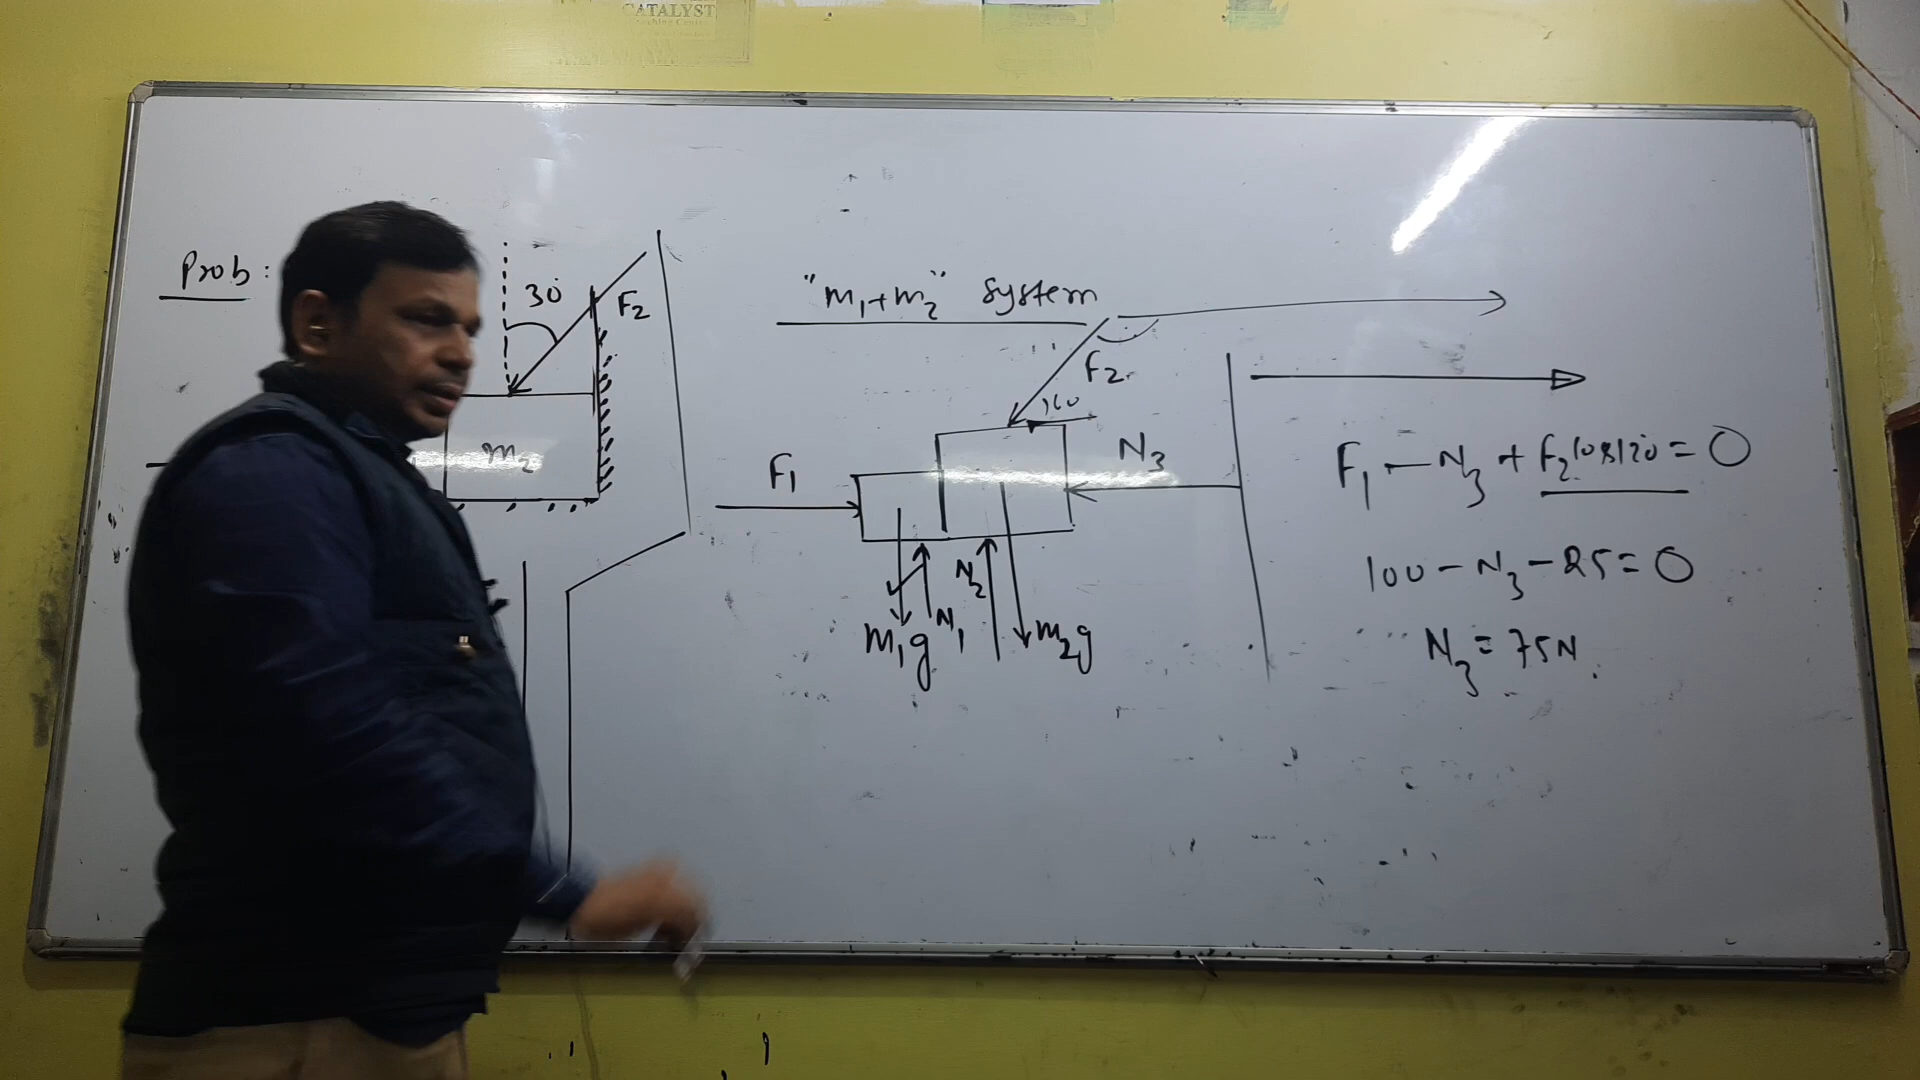 CATALYST
Prob:
30°
F₂
m₂
"m₁+m₂" system
F₂
F₁
N₃
m₁g
N₁
N₂
m₂g
F₁ - N₃ + F₂cos120 = 0
100 - N₃ - 25 = 0
N₃ = 75N.